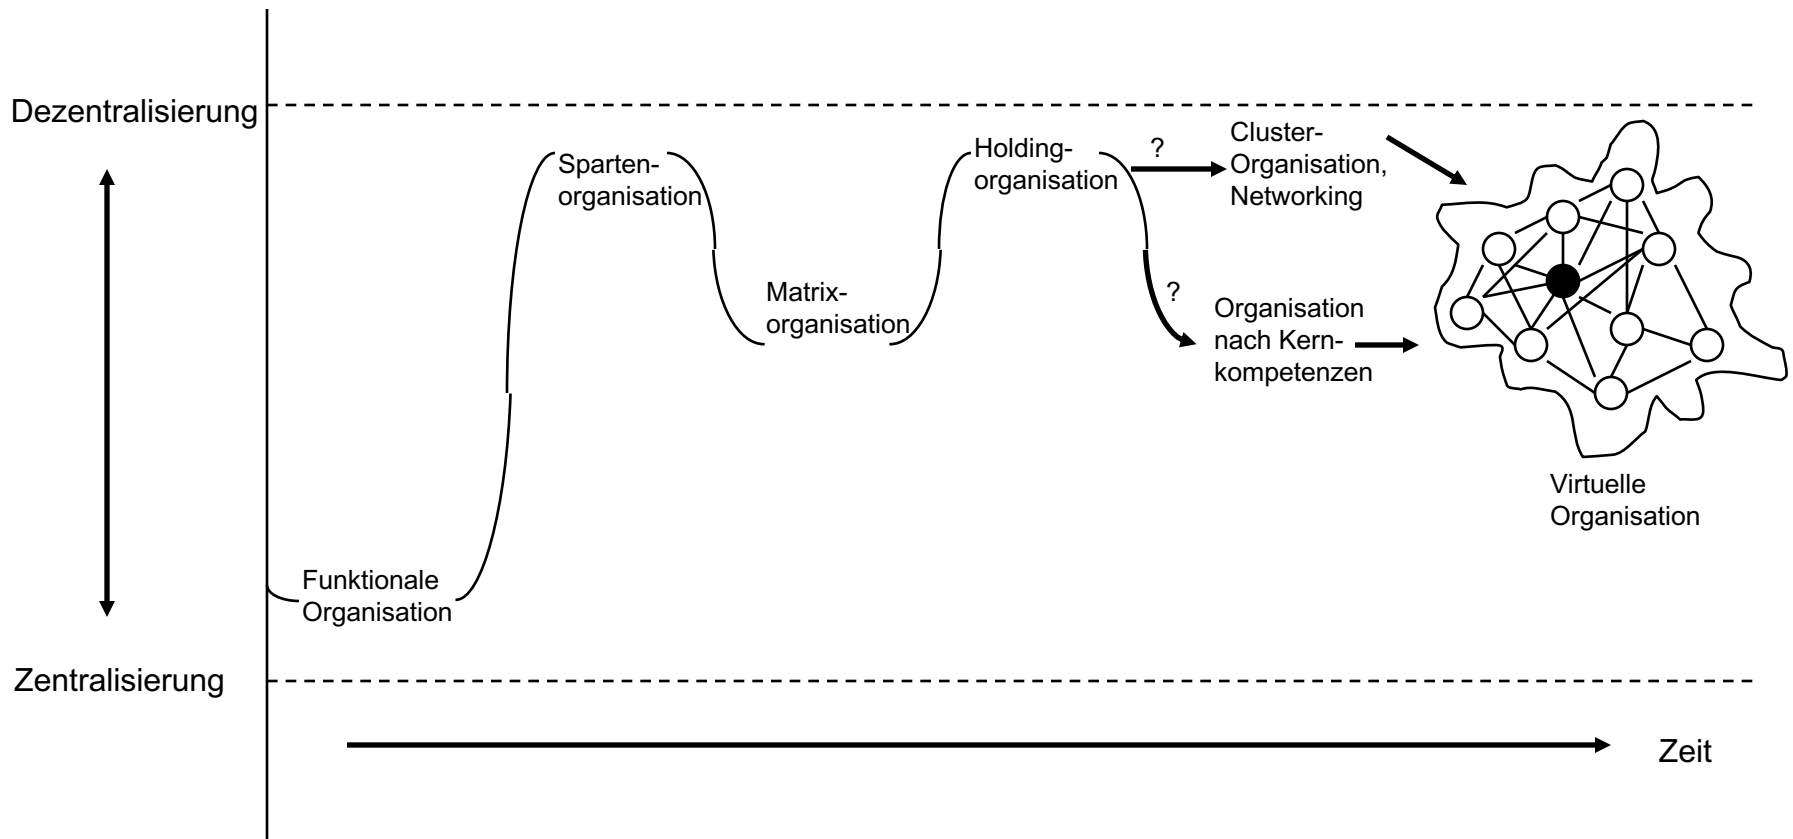 Dezentralisierung
Sparten-
organisation
Holding-
organisation
?
Cluster-
Organisation,
Networking
Matrix-
organisation
?
Organisation
nach Kern-
kompetenzen
Virtuelle
Organisation
Funktionale
Organisation
Zentralisierung
Zeit